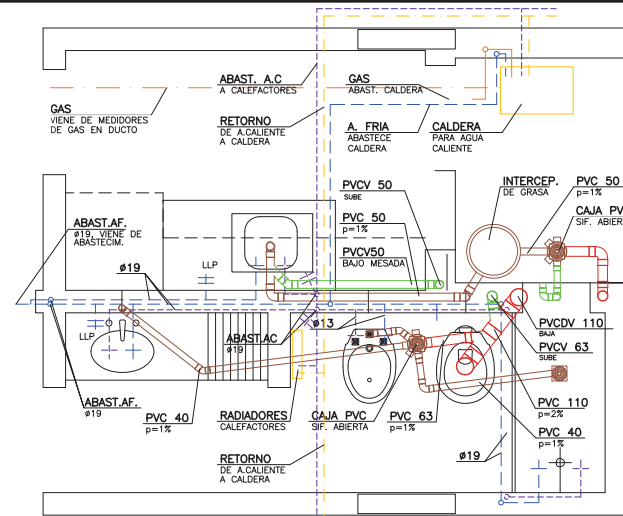 ABAST. A.C
A CALEFACTORES
GAS
ABAST. CALDERA
GAS
VIENE DE MEDIDORES
DE GAS EN DUCTO
RETORNO
DE A.CALIENTE
A CALDERA
A. FRIA
ABASTECE
CALDERA
CALDERA
PARA AGUA
CALIENTE
PVCV 50
SUBE
INTERCEP.
DE GRASA
PVC 50
p=1%
CAJA PV
SIF. ABIERT
ABAST.AF.
ø19, VIENE DE
ABASTECIM.
PVC 50
p=1%
PVCV50
BAJO MESADA
LLP
ø19
LLP
ABAST.AC
ø19
ø13
PVCDV 110
BAJA
PVCV 63
SUBE
ABAST.AF.
ø19
PVC 40
p=1%
RADIADORES
CALEFACTORES
CAJA PVC
SIF. ABIERTA
PVC 63
p=1%
PVC 110
p=2%
PVC 40
p=1%
RETORNO
DE A.CALIENTE
A CALDERA
ø19